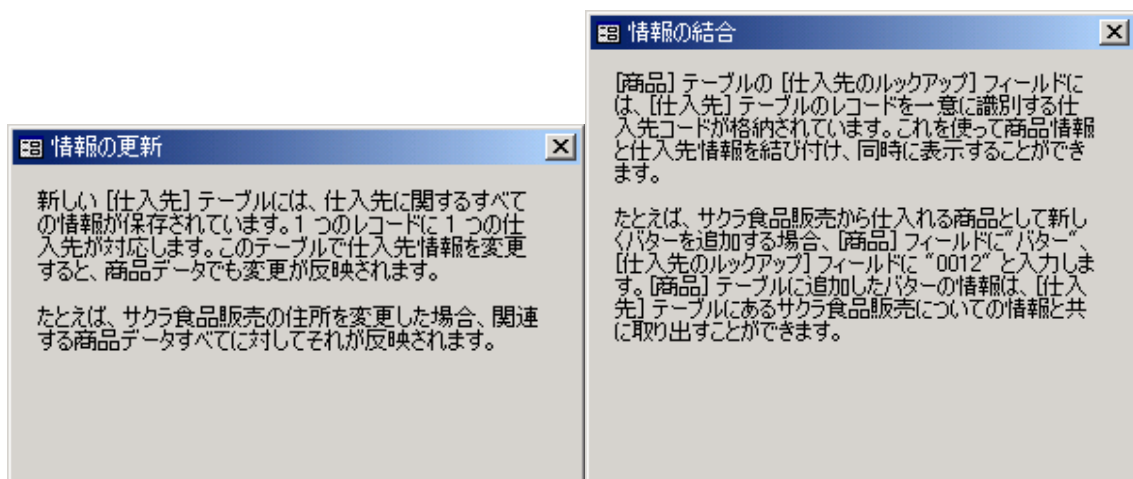 情報の更新
新しい [仕入先] テーブルには、仕入先に関するすべて
の情報が保存されています。1 つのレコードに 1 つの仕
入先が対応します。このテーブルで仕入先情報を変更
すると、商品データでも変更が反映されます。
たとえば、サクラ食品販売の住所を変更した場合、関連
する商品データすべてに対してそれが反映されます。
情報の結合
[商品] テーブルの [仕入先のルックアップ] フィールドに
は、[仕入先] テーブルのレコードを一意に識別する仕
入先コードが格納されています。これを使って商品情報
と仕入先情報を結び付け、同時に表示することができ
ます。
たとえば、サクラ食品販売から仕入れる商品として新し
くバターを追加する場合、[商品] フィールドに"バター"、
[仕入先のルックアップ] フィールドに "0012" と入力しま
す。[商品] テーブルに追加したバターの情報は、[仕入
先] テーブルにあるサクラ食品販売についての情報と共
に取り出すことができます。